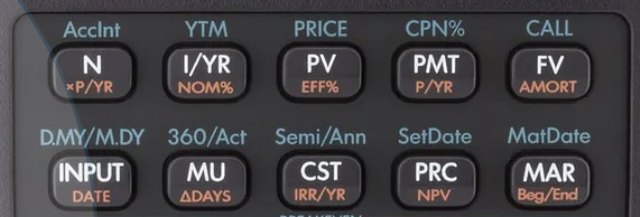 AccInt YTM PRICE CPN% CALL
N I/YR PV PMT FV
×P/YR NOM% EFF% P/YR AMORT
D.MY/M.DY 360/Act Semi/Ann SetDate MatDate
INPUT MU CST PRC MAR
DATE ΔDAYS IRR/YR NPV Beg/End